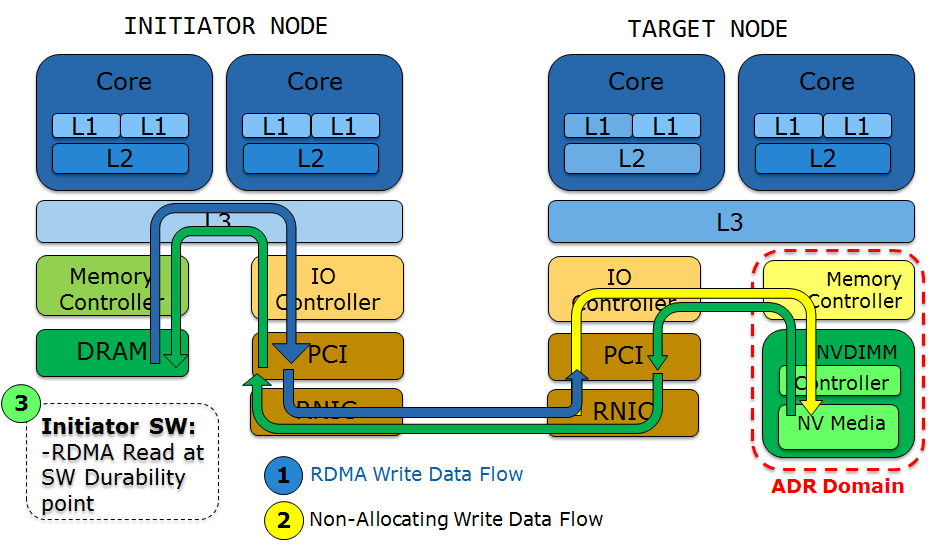 INITIATOR NODE
TARGET NODE
Core
Core
Core
Core
L1 L1
L1 L1
L1 L1
L1 L1
L2
L2
L2
L2
L3
L3
Memory
Controller
IO
Controller
IO
Controller
Memory
Controller
DRAM
PCI
PCI
NVDIMM
Controller
NV Media
RNIC
RNIC
ADR Domain
3
Initiator SW:
-RDMA Read at
SW Durability
point
1 RDMA Write Data Flow
2 Non-Allocating Write Data Flow